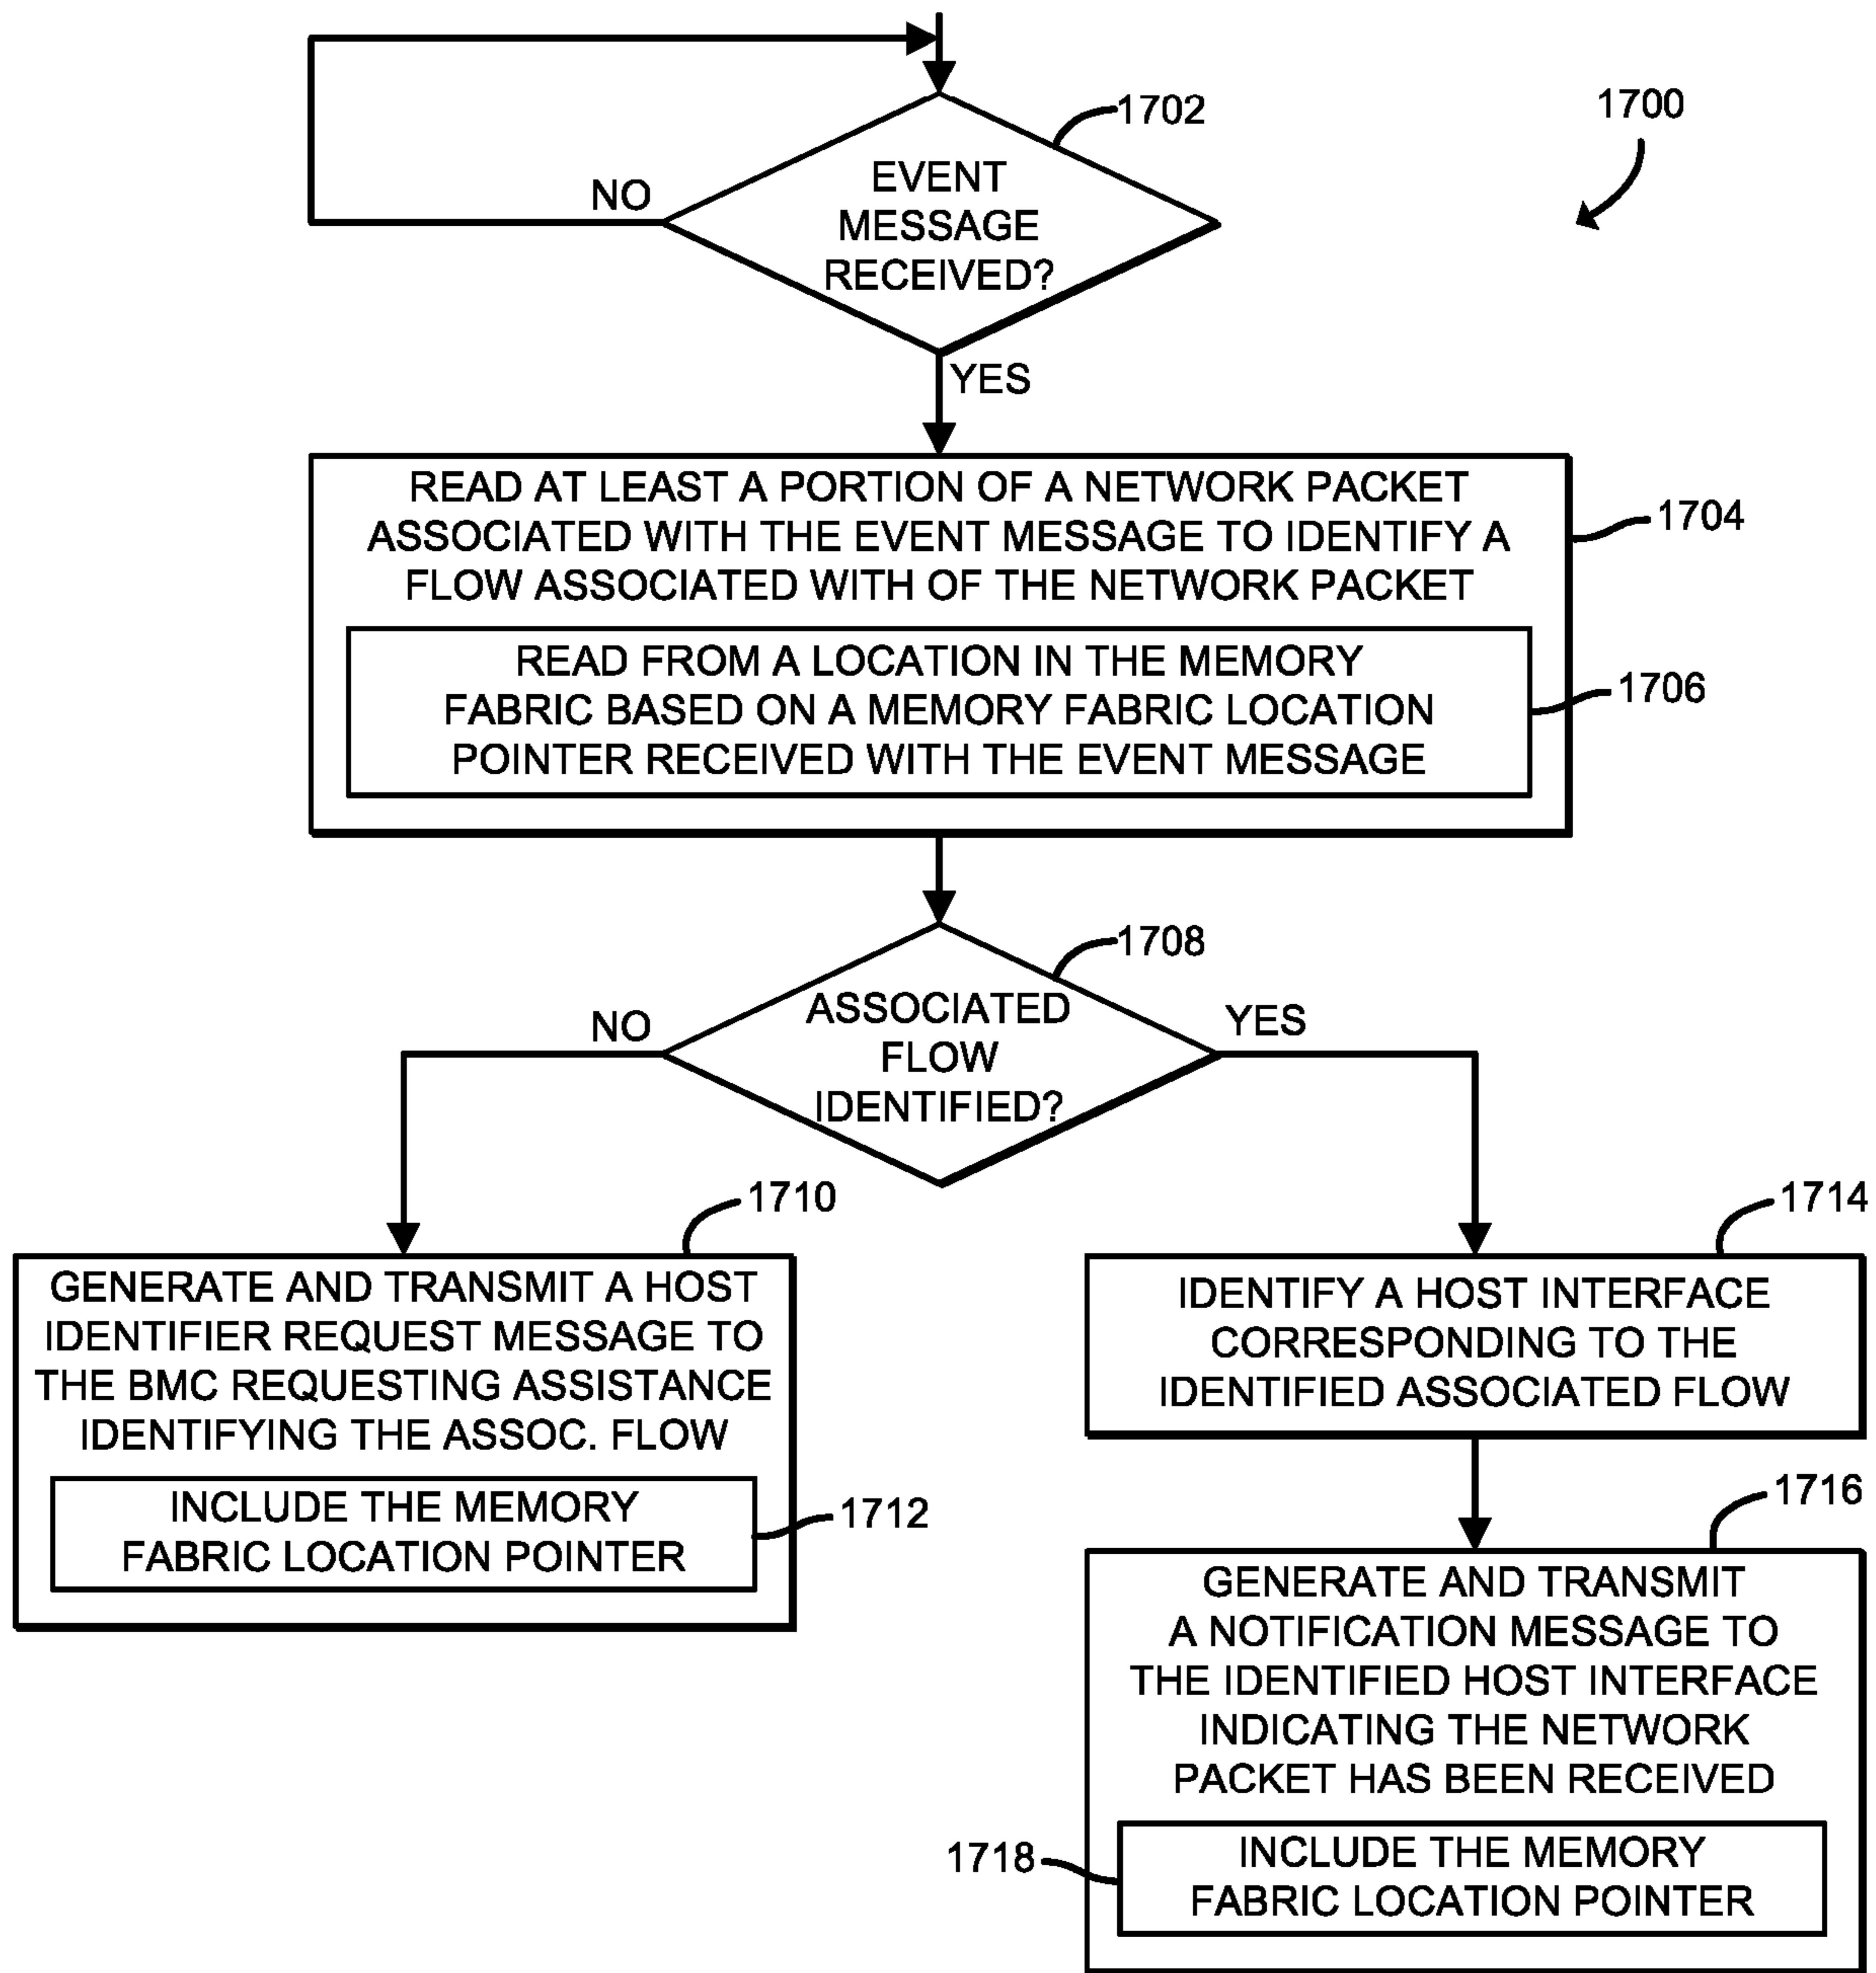 1702
1700
EVENT
MESSAGE
RECEIVED?
NO
YES
READ AT LEAST A PORTION OF A NETWORK PACKET
ASSOCIATED WITH THE EVENT MESSAGE TO IDENTIFY A
FLOW ASSOCIATED WITH OF THE NETWORK PACKET
1704
READ FROM A LOCATION IN THE MEMORY
FABRIC BASED ON A MEMORY FABRIC LOCATION
POINTER RECEIVED WITH THE EVENT MESSAGE
1706
1708
ASSOCIATED
FLOW
IDENTIFIED?
NO
YES
1710
GENERATE AND TRANSMIT A HOST
IDENTIFIER REQUEST MESSAGE TO
THE BMC REQUESTING ASSISTANCE
IDENTIFYING THE ASSOC. FLOW
INCLUDE THE MEMORY
FABRIC LOCATION POINTER
1712
1714
IDENTIFY A HOST INTERFACE
CORRESPONDING TO THE
IDENTIFIED ASSOCIATED FLOW
1716
GENERATE AND TRANSMIT
A NOTIFICATION MESSAGE TO
THE IDENTIFIED HOST INTERFACE
INDICATING THE NETWORK
PACKET HAS BEEN RECEIVED
1718
INCLUDE THE MEMORY
FABRIC LOCATION POINTER